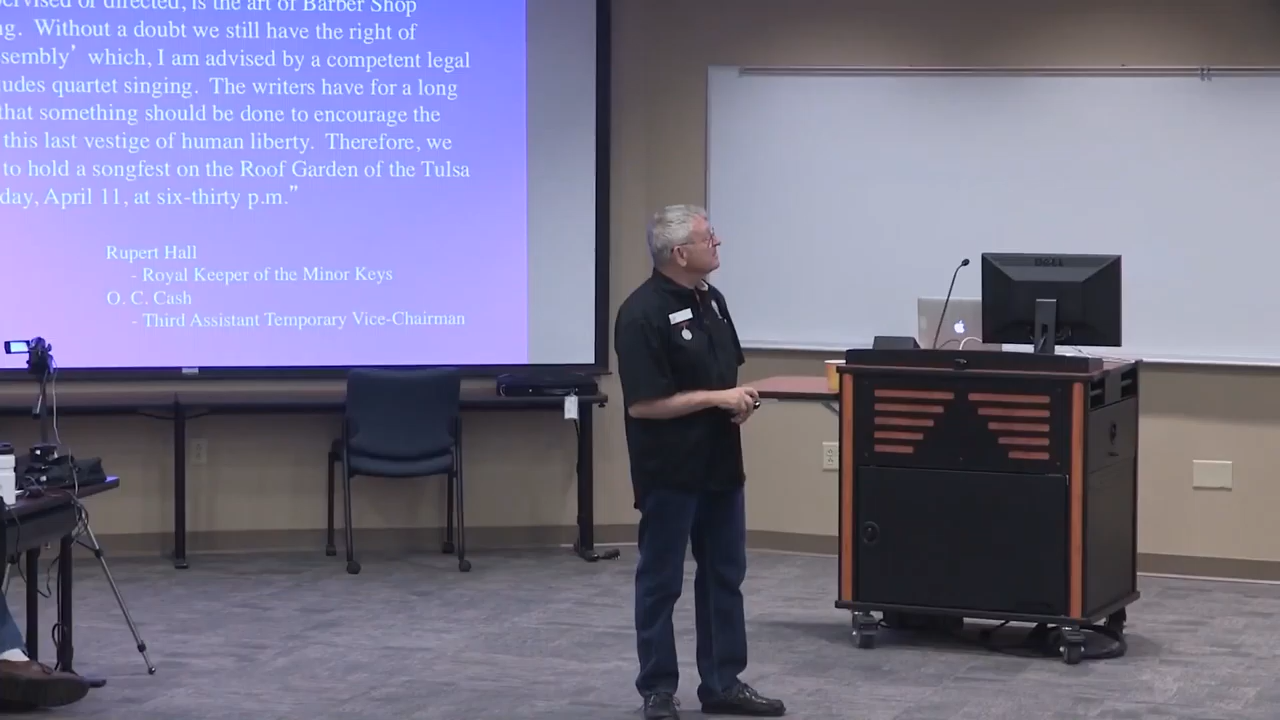 ervised or directed, is the art of Barber Shop
ng. Without a doubt we still have the right of
sembly' which, I am advised by a competent legal
udes quartet singing. The writers have for a long
that something should be done to encourage the
this last vestige of human liberty. Therefore, we
to hold a songfest on the Roof Garden of the Tulsa
day, April 11, at six-thirty p.m.”
Rupert Hall
- Royal Keeper of the Minor Keys
O. C. Cash
- Third Assistant Temporary Vice-Chairman
DELL